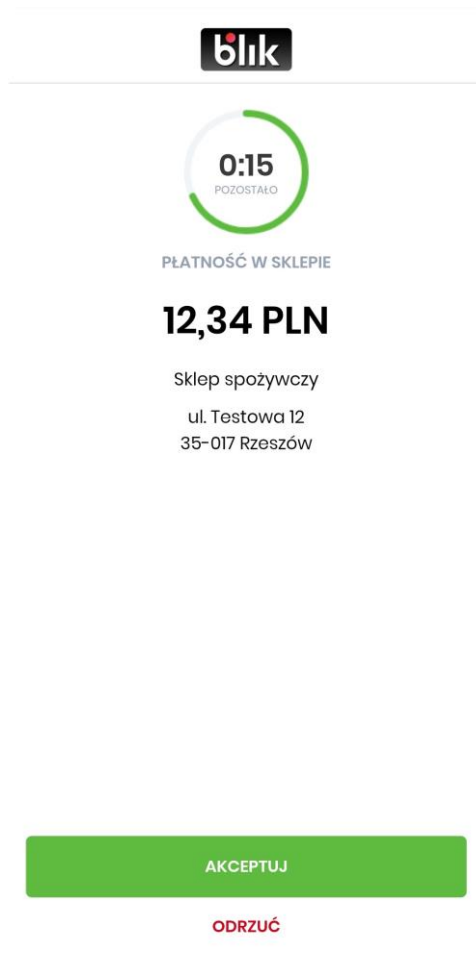 blik
0:15
POZOSTAŁO
PŁATNOŚĆ W SKLEPIE
12,34 PLN
Sklep spożywczy
ul. Testowa 12
35-017 Rzeszów
AKCEPTUJ
ODRZUĆ